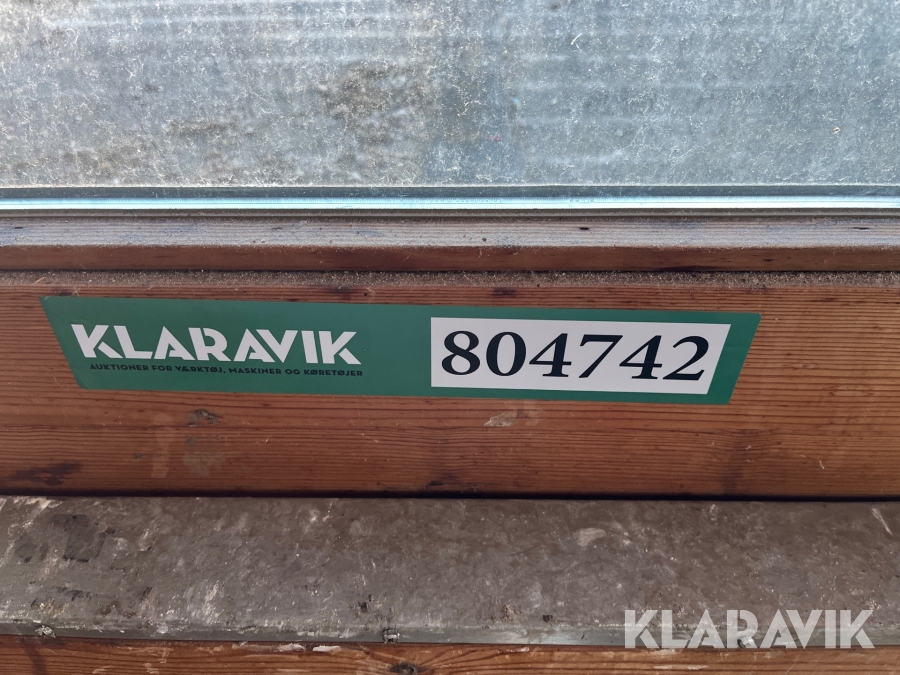 KLARAVIK
AUKTIONER FOR VÆRKTØJ, MASKINER OG KØRETØJER
804742
KLARAVIK